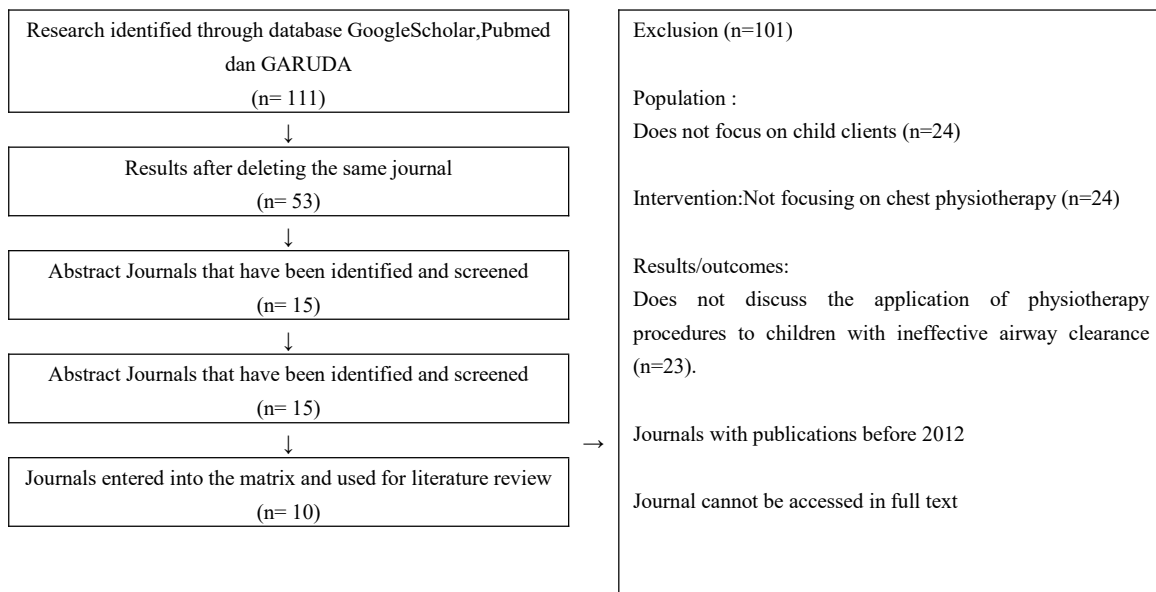 Research identified through database GoogleScholar,Pubmed
dan GARUDA
(n= 111)
↓
Results after deleting the same journal
(n= 53)
↓
Abstract Journals that have been identified and screened
(n= 15)
↓
Abstract Journals that have been identified and screened
(n= 15)
↓
Journals entered into the matrix and used for literature review
(n= 10)
→
Exclusion (n=101)
Population :
Does not focus on child clients (n=24)
Intervention:Not focusing on chest physiotherapy (n=24)
Results/outcomes:
Does not discuss the application of physiotherapy
procedures to children with ineffective airway clearance
(n=23).
Journals with publications before 2012
Journal cannot be accessed in full text